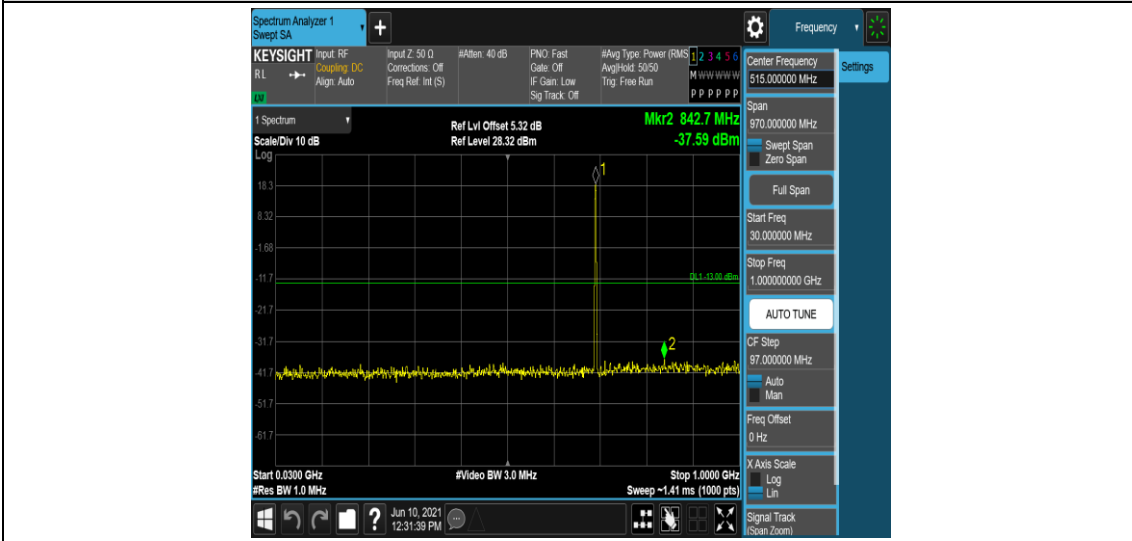 Spectrum Analyzer 1
Swept SA
+
Frequency
KEYSIGHT
RL
LXI
Input: RF
Coupling: DC
Align: Auto
Input Z: 50 Ω
Corrections: Off
Freq Ref: Int (S)
#Atten: 40 dB
PNO: Fast
Gate: Off
IF Gain: Low
Sig Track: Off
#Avg Type: Power (RMS
Avg|Hold: 50/50
Trig: Free Run
1 2 3 4 5 6
M W W W W W
P P P P P P
1 Spectrum
Scale/Div 10 dB
Log
Ref Lvl Offset 5.32 dB
Ref Level 28.32 dBm
Mkr2 842.7 MHz
-37.59 dBm
1
18.3
8.32
-1.68
-11.7
DL1 -13.00 dBm
-21.7
-31.7
2
-41.7
-51.7
-61.7
Start 0.0300 GHz
#Res BW 1.0 MHz
#Video BW 3.0 MHz
Stop 1.0000 GHz
Sweep ~1.41 ms (1000 pts)
?
Jun 10, 2021
12:31:39 PM
Center Frequency
515.000000 MHz
Settings
Span
970.000000 MHz
Swept Span
Zero Span
Full Span
Start Freq
30.000000 MHz
Stop Freq
1.000000000 GHz
AUTO TUNE
CF Step
97.000000 MHz
Auto
Man
Freq Offset
0 Hz
X Axis Scale
Log
Lin
Signal Track
(Span Zoom)